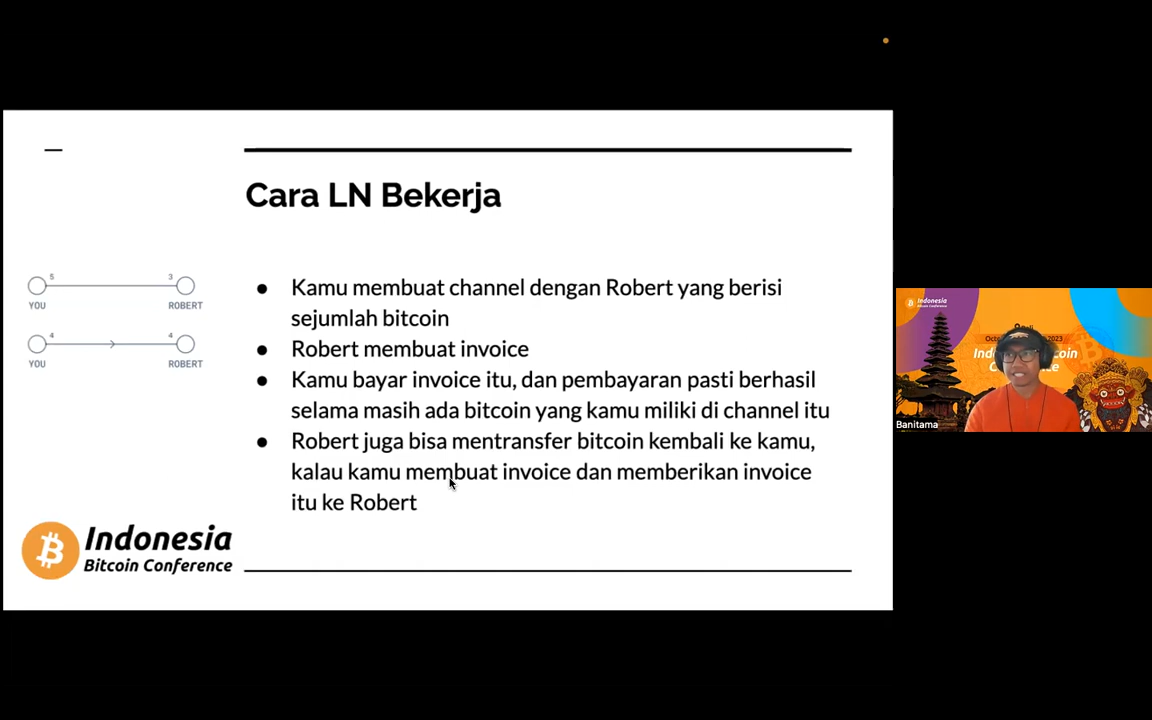 Cara LN Bekerja
5 3
YOU ROBERT
4 4
YOU ROBERT
● Kamu membuat channel dengan Robert yang berisi
sejumlah bitcoin
● Robert membuat invoice
● Kamu bayar invoice itu, dan pembayaran pasti berhasil
selama masih ada bitcoin yang kamu miliki di channel itu
● Robert juga bisa mentransfer bitcoin kembali ke kamu,
kalau kamu membuat invoice dan memberikan invoice
itu ke Robert
Indonesia
Bitcoin Conference
Indonesia
Bitcoin Conference
Banitama